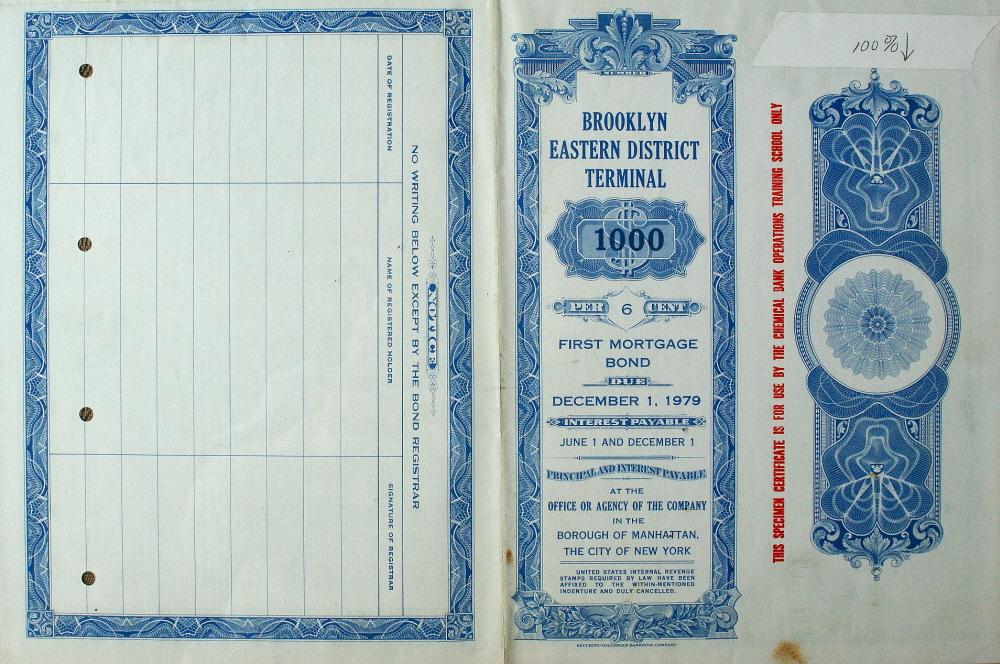 DATE OF REGISTRATION
NAME OF REGISTERED HOLDER
SIGNATURE OF REGISTRAR
NO WRITING BELOW EXCEPT BY THE BOND REGISTRAR
NOTICE
NUMBER
BROOKLYN
EASTERN DISTRICT
TERMINAL
$
1000
PER 6 CENT
FIRST MORTGAGE
BOND
DUE
DECEMBER 1, 1979
INTEREST PAYABLE
JUNE 1 AND DECEMBER 1
PRINCIPAL AND INTEREST PAYABLE
AT THE
OFFICE OR AGENCY OF THE COMPANY
IN THE
BOROUGH OF MANHATTAN,
THE CITY OF NEW YORK
UNITED STATES INTERNAL REVENUE
STAMPS REQUIRED BY LAW HAVE BEEN
AFFIXED TO THE WITHIN-MENTIONED
INDENTURE AND DULY CANCELLED.
SECURITY-COLUMBIAN BANKNOTE COMPANY
THIS SPECIMEN CERTIFICATE IS FOR USE BY THE CHEMICAL BANK OPERATIONS TRAINING SCHOOL ONLY
100%↓